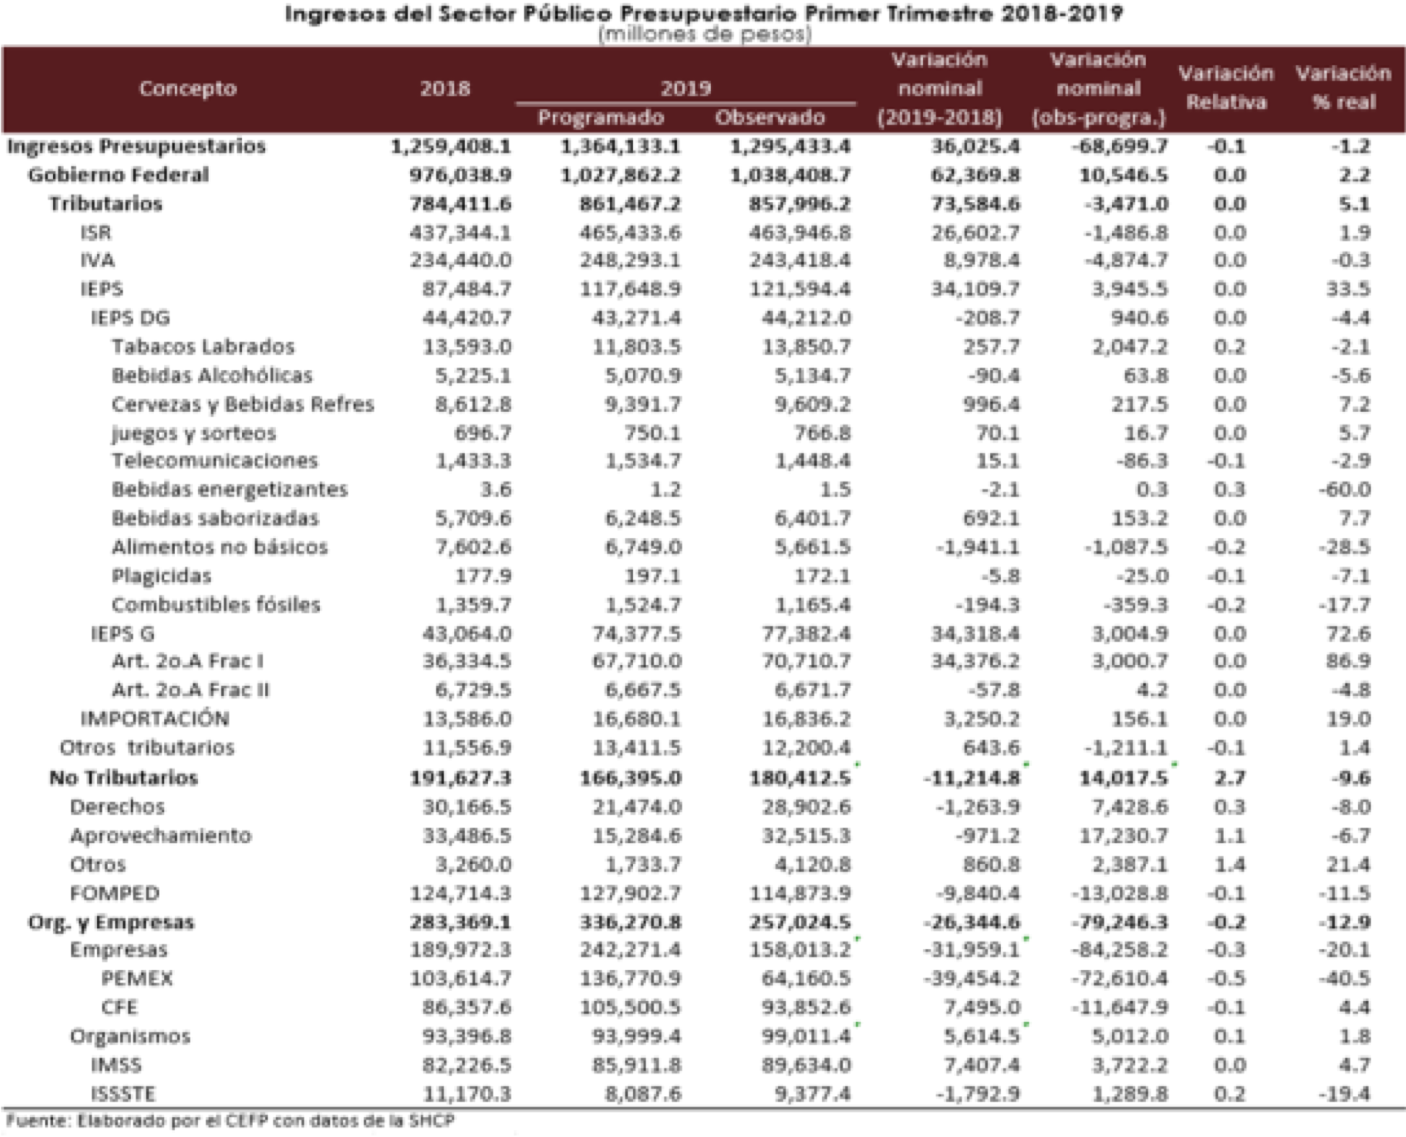 Ingresos del Sector Público Presupuestario Primer Trimestre 2018-2019
(millones de pesos)
Concepto 2018 2019 Variación nominal (2019-2018) Variación nominal (obs-progra.) Variación Relativa Variación % real
Programado Observado
Ingresos Presupuestarios 1,259,408.1 1,364,133.1 1,295,433.4 36,025.4 -68,699.7 -0.1 -1.2
Gobierno Federal 976,038.9 1,027,862.2 1,038,408.7 62,369.8 10,546.5 0.0 2.2
Tributarios 784,411.6 861,467.2 857,996.2 73,584.6 -3,471.0 0.0 5.1
ISR 437,344.1 465,433.6 463,946.8 26,602.7 -1,486.8 0.0 1.9
IVA 234,440.0 248,293.1 243,418.4 8,978.4 -4,874.7 0.0 -0.3
IEPS 87,484.7 117,648.9 121,594.4 34,109.7 3,945.5 0.0 33.5
IEPS DG 44,420.7 43,271.4 44,212.0 -208.7 940.6 0.0 -4.4
Tabacos Labrados 13,593.0 11,803.5 13,850.7 257.7 2,047.2 0.2 -2.1
Bebidas Alcohólicas 5,225.1 5,070.9 5,134.7 -90.4 63.8 0.0 -5.6
Cervezas y Bebidas Refres 8,612.8 9,391.7 9,609.2 996.4 217.5 0.0 7.2
juegos y sorteos 696.7 750.1 766.8 70.1 16.7 0.0 5.7
Telecomunicaciones 1,433.3 1,534.7 1,448.4 15.1 -86.3 -0.1 -2.9
Bebidas energetizantes 3.6 1.2 1.5 -2.1 0.3 0.3 -60.0
Bebidas saborizadas 5,709.6 6,248.5 6,401.7 692.1 153.2 0.0 7.7
Alimentos no básicos 7,602.6 6,749.0 5,661.5 -1,941.1 -1,087.5 -0.2 -28.5
Plagicidas 177.9 197.1 172.1 -5.8 -25.0 -0.1 -7.1
Combustibles fósiles 1,359.7 1,524.7 1,165.4 -194.3 -359.3 -0.2 -17.7
IEPS G 43,064.0 74,377.5 77,382.4 34,318.4 3,004.9 0.0 72.6
Art. 2o.A Frac I 36,334.5 67,710.0 70,710.7 34,376.2 3,000.7 0.0 86.9
Art. 2o.A Frac II 6,729.5 6,667.5 6,671.7 -57.8 4.2 0.0 -4.8
IMPORTACIÓN 13,586.0 16,680.1 16,836.2 3,250.2 156.1 0.0 19.0
Otros tributarios 11,556.9 13,411.5 12,200.4 643.6 -1,211.1 -0.1 1.4
No Tributarios 191,627.3 166,395.0 180,412.5 -11,214.8 14,017.5 2.7 -9.6
Derechos 30,166.5 21,474.0 28,902.6 -1,263.9 7,428.6 0.3 -8.0
Aprovechamiento 33,486.5 15,284.6 32,515.3 -971.2 17,230.7 1.1 -6.7
Otros 3,260.0 1,733.7 4,120.8 860.8 2,387.1 1.4 21.4
FOMPED 124,714.3 127,902.7 114,873.9 -9,840.4 -13,028.8 -0.1 -11.5
Org. y Empresas 283,369.1 336,270.8 257,024.5 -26,344.6 -79,246.3 -0.2 -12.9
Empresas 189,972.3 242,271.4 158,013.2 -31,959.1 -84,258.2 -0.3 -20.1
PEMEX 103,614.7 136,770.9 64,160.5 -39,454.2 -72,610.4 -0.5 -40.5
CFE 86,357.6 105,500.5 93,852.6 7,495.0 -11,647.9 -0.1 4.4
Organismos 93,396.8 93,999.4 99,011.4 5,614.5 5,012.0 0.1 1.8
IMSS 82,226.5 85,911.8 89,634.0 7,407.4 3,722.2 0.0 4.7
ISSSTE 11,170.3 8,087.6 9,377.4 -1,792.9 1,289.8 0.2 -19.4
Fuente: Elaborado por el CEFP con datos de la SHCP